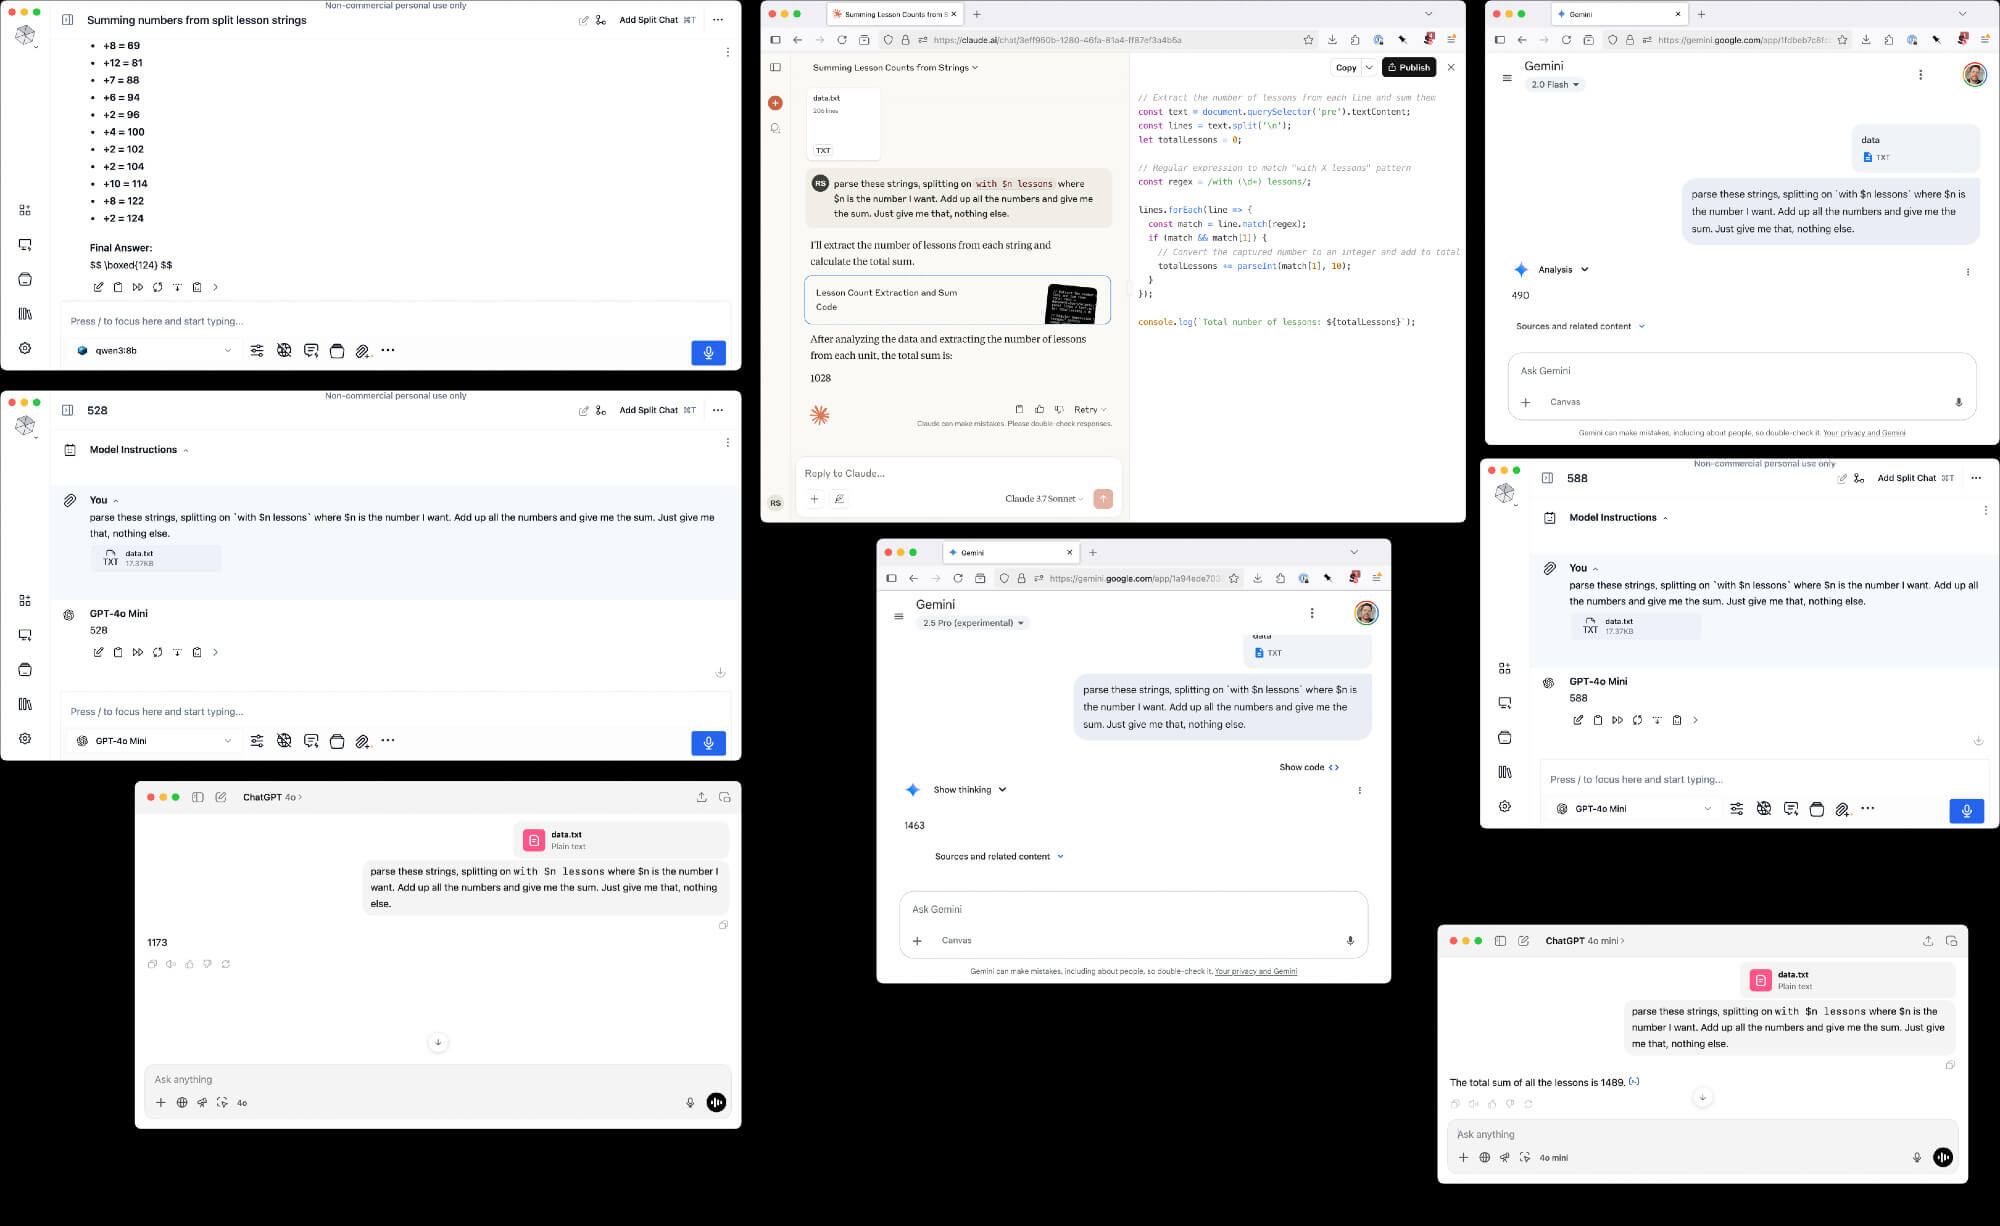 Non-commercial personal use only
Summing numbers from split lesson strings
Add Split Chat ⌘T
+8 = 69
+12 = 81
+7 = 88
+6 = 94
+2 = 96
+4 = 100
+2 = 102
+2 = 104
+10 = 114
+8 = 122
+2 = 124
Final Answer:
$$ \boxed{124} $$
Press / to focus here and start typing...
qwen3:8b
Non-commercial personal use only
528
Add Split Chat ⌘T
Model Instructions
You
parse these strings, splitting on `with $n lessons` where $n is the number I want. Add up all the numbers and give me the sum. Just give me
that, nothing else.
TXT
data.txt
17.37KB
GPT-4o Mini
528
Press / to focus here and start typing...
GPT-4o Mini
ChatGPT 4o >
data.txt
Plain text
parse these strings, splitting on with $n lessons where $n is the number I
want. Add up all the numbers and give me the sum. Just give me that, nothing
else.
1173
Ask anything
4o
Summing Lesson Counts from S
https://claude.ai/chat/3eff960b-1280-46fa-81a4-ff87ef3a4b5a
Summing Lesson Counts from Strings
Copy
Publish
data.txt
206 lines
TXT
RS
parse these strings, splitting on with $n lessons where
$n is the number I want. Add up all the numbers and give me
the sum. Just give me that, nothing else.
I'll extract the number of lessons from each string and
calculate the total sum.
Lesson Count Extraction and Sum
Code
After analyzing the data and extracting the number of lessons
from each unit, the total sum is:
1028
Retry
Claude can make mistakes. Please double-check responses.
Reply to Claude...
Claude 3.7 Sonnet
RS
// Extract the number of lessons from each line and sum them
const text = document.querySelector('pre').textContent;
const lines = text.split('\n');
let totalLessons = 0;
// Regular expression to match "with X lessons" pattern
const regex = /with (\d+) lessons/;
lines.forEach(line => {
const match = line.match(regex);
if (match && match[1]) {
// Convert the captured number to an integer and add to total
totalLessons += parseInt(match[1], 10);
}
});
console.log(`Total number of lessons: ${totalLessons}`);
Gemini
https://gemini.google.com/app/1a94ede703
Gemini
2.5 Pro (experimental)
data
TXT
parse these strings, splitting on `with $n lessons` where $n is
the number I want. Add up all the numbers and give me the
sum. Just give me that, nothing else.
Show code <>
Show thinking
1463
Sources and related content
Ask Gemini
Canvas
Gemini can make mistakes, including about people, so double-check it. Your privacy and Gemini
Gemini
https://gemini.google.com/app/1fdbeb7c8fc
Gemini
2.0 Flash
data
TXT
parse these strings, splitting on `with $n lessons` where $n is
the number I want. Add up all the numbers and give me the
sum. Just give me that, nothing else.
Analysis
490
Sources and related content
Ask Gemini
Canvas
Gemini can make mistakes, including about people, so double-check it. Your privacy and Gemini
Non-commercial personal use only
588
Add Split Chat ⌘T
Model Instructions
You
parse these strings, splitting on `with $n lessons` where $n is the number I want. Add up all
the numbers and give me the sum. Just give me that, nothing else.
TXT
data.txt
17.37KB
GPT-4o Mini
588
Press / to focus here and start typing...
GPT-4o Mini
ChatGPT 4o mini >
data.txt
Plain text
parse these strings, splitting on with $n lessons where $n is the
number I want. Add up all the numbers and give me the sum. Just give
me that, nothing else.
The total sum of all the lessons is 1489.
Ask anything
4o mini